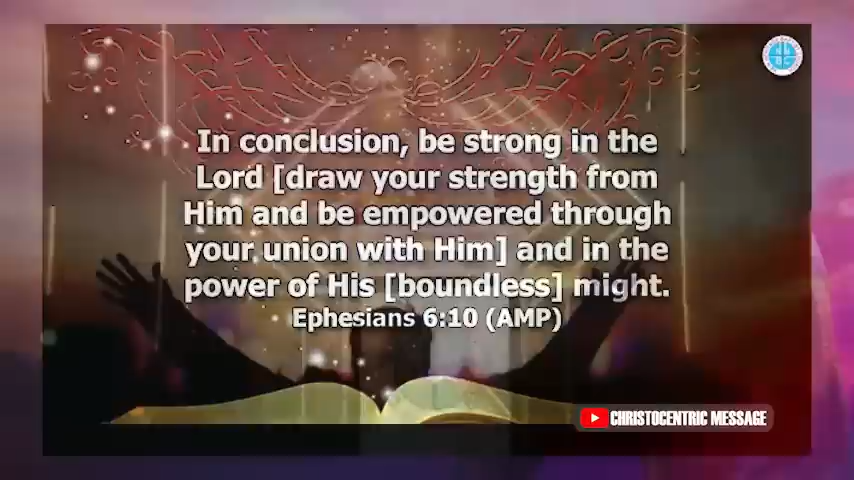 In conclusion, be strong in the
Lord [draw your strength from
Him and be empowered through
your union with Him] and in the
power of His [boundless] might.
Ephesians 6:10 (AMP)
CHRISTOCENTRIC MESSAGE